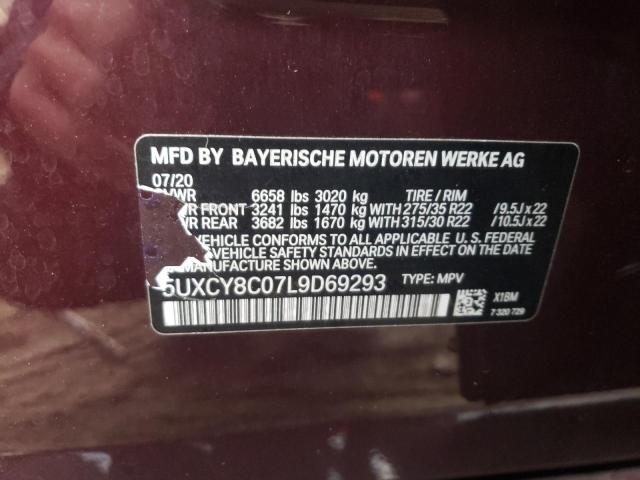 MFD BY BAYERISCHE MOTOREN WERKE AG
07/20
6658 lbs 3020 kg TIRE / RIM
FRONT 3241 lbs 1470 kg WITH 275/35 R22 /9.5J x 22
REAR 3682 lbs 1670 kg WITH 315/30 R22 /10.5J x 22
VEHICLE CONFORMS TO ALL APPLICABLE U.S. FEDERAL
VEHICLE SAFETY STANDARDS IN EFFECT ON THE DATE
MANUFACTURE SHOWN ABOVE
5UXCY8C07L9D69293 TYPE: MPV
X1BM
7 320 729